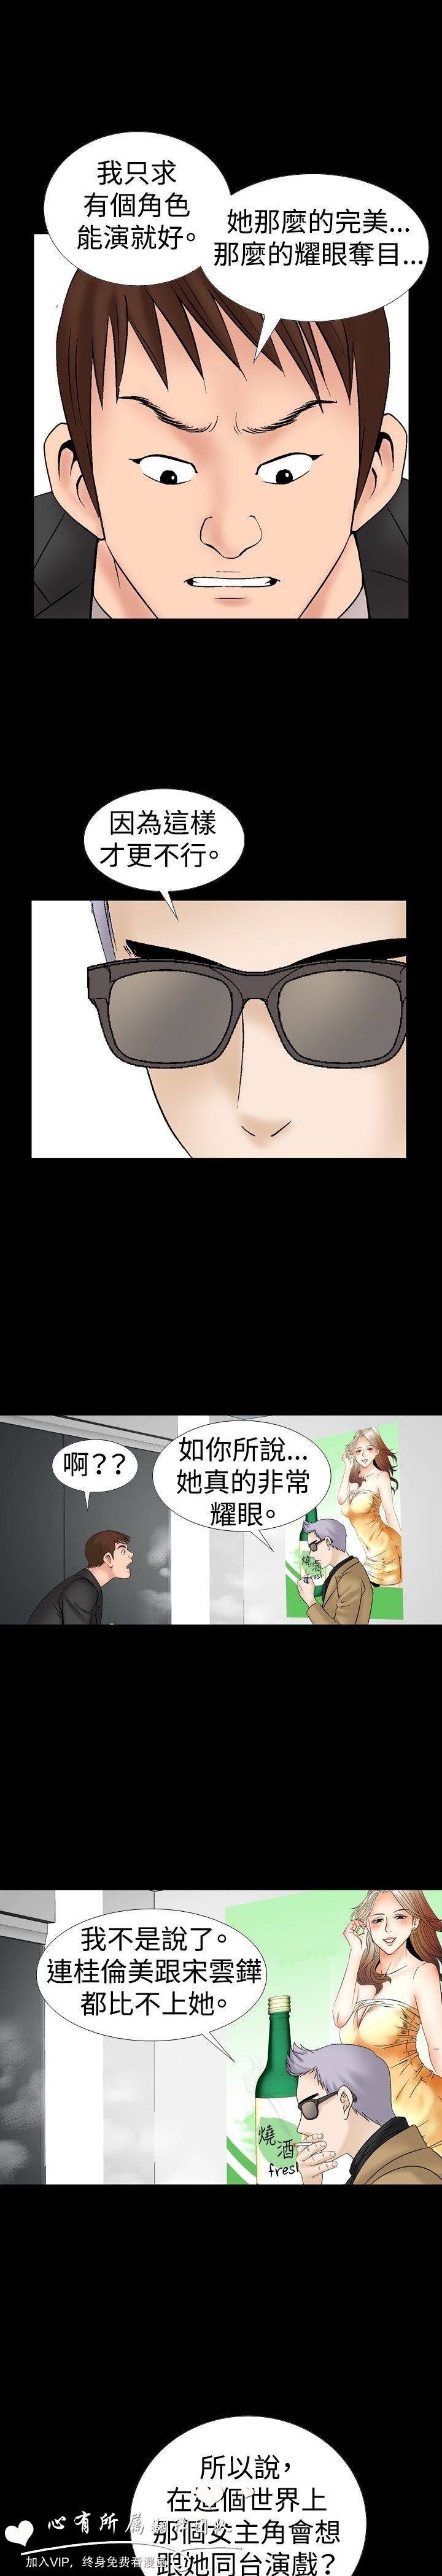 我只求
有個角色
能演就好。
她那麼的完美...
那麼的耀眼奪目...
因為這樣
才更不行。
啊？？
如你所說...
她真的非常
耀眼。
燒酒
fresh
我不是說了。
連桂倫美跟宋雲鏵
都比不上她。
燒酒
fresh
所以說，
在這個世界上
那個女主角會想
跟她同台演戲？
心有所属
加入VIP，终身免费看漫画